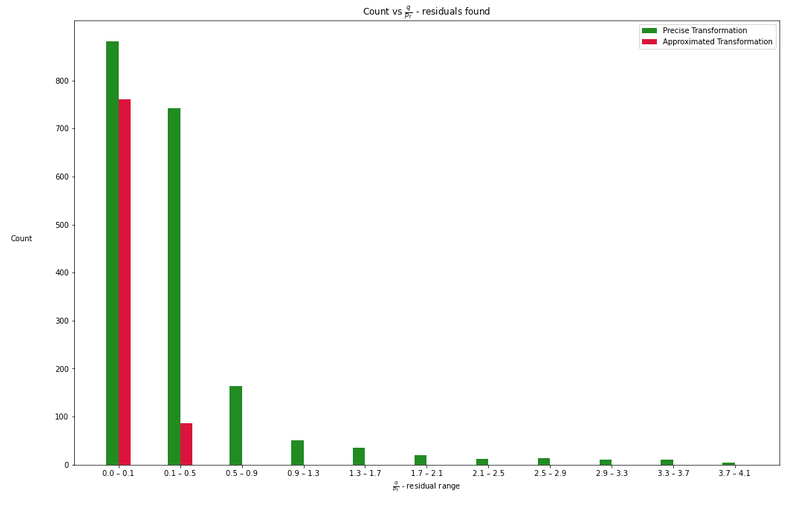 Count vs q/p_T - residuals found
Precise Transformation
Approximated Transformation
800
700
600
500
400
300
200
100
0
Count
0.0 – 0.1 0.1 – 0.5 0.5 – 0.9 0.9 – 1.3 1.3 – 1.7 1.7 – 2.1 2.1 – 2.5 2.5 – 2.9 2.9 – 3.3 3.3 – 3.7 3.7 – 4.1
q/p_T - residual range